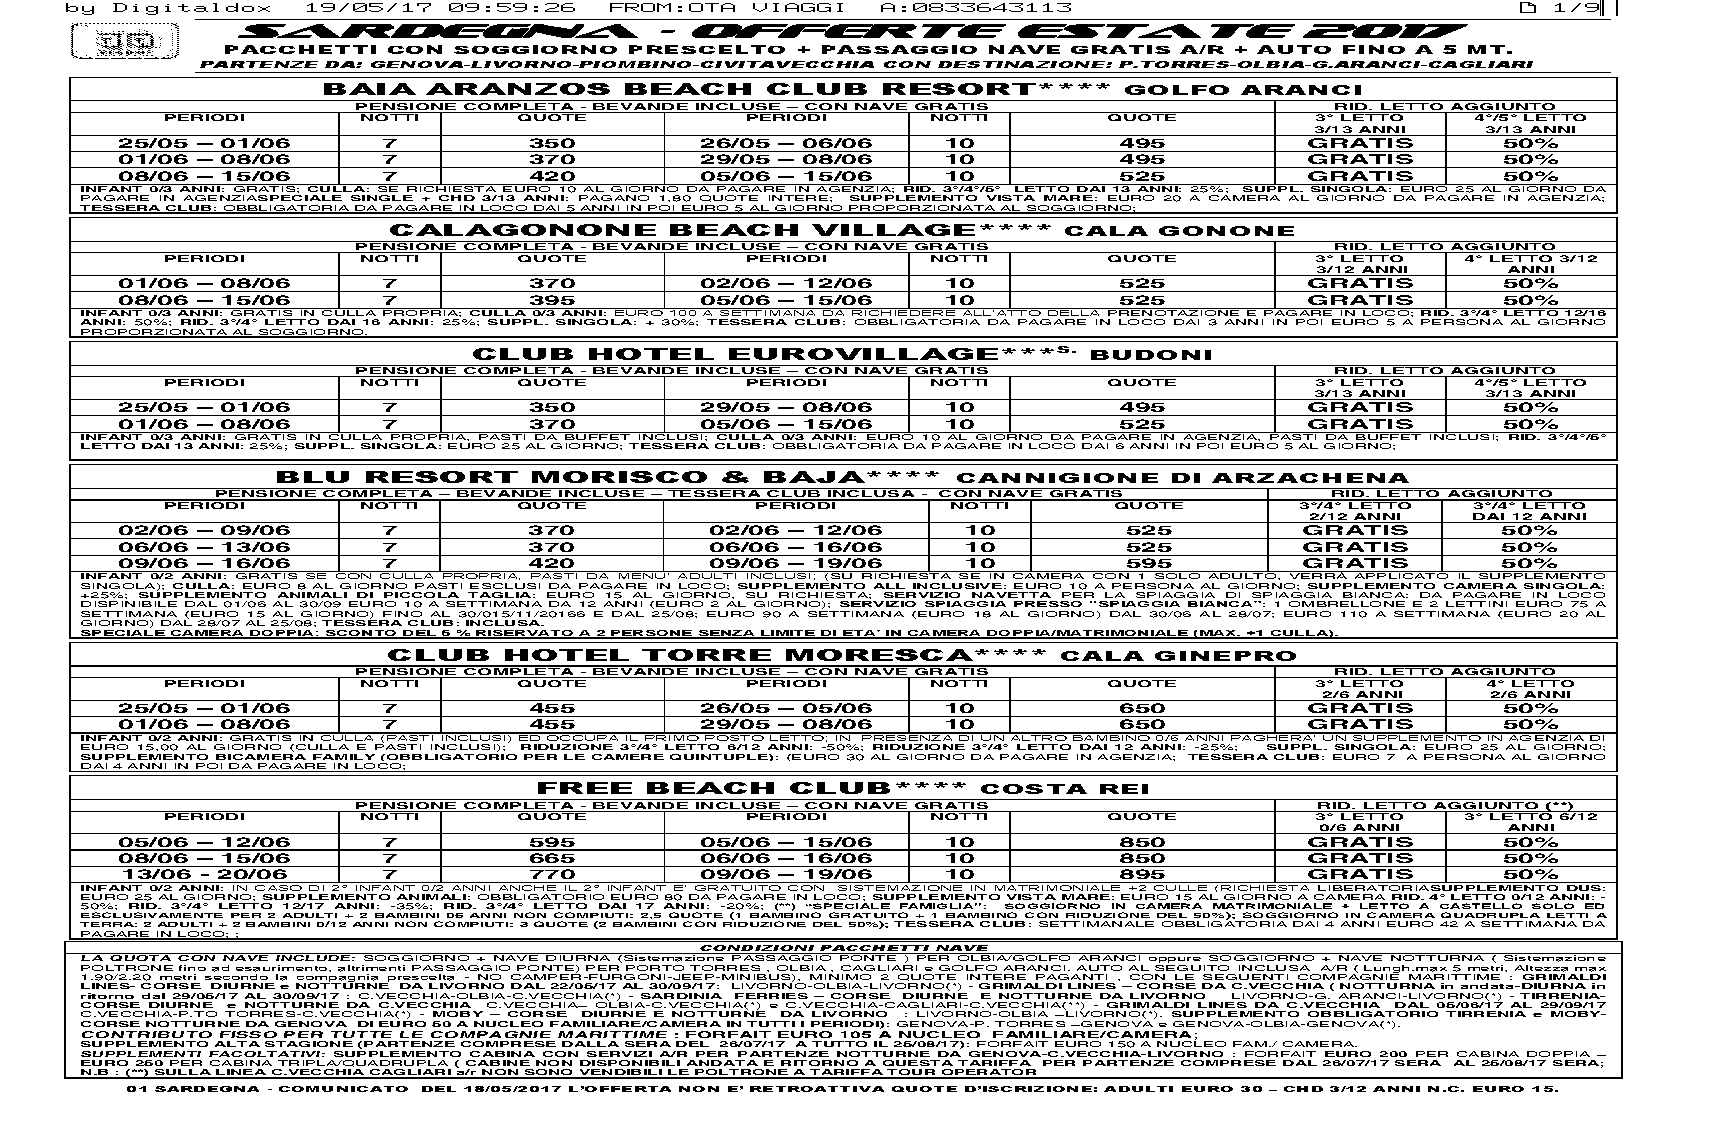 by Digitaldox 19/05/17 09:59:26 FROM:OTA VIAGGI A:0833643113 1/9
SARDEGNA - OFFERTE ESTATE 2017
PACCHETTI CON SOGGIORNO PRESCELTO + PASSAGGIO NAVE GRATIS A/R + AUTO FINO A 5 MT.
PARTENZE DA: GENOVA-LIVORNO-PIOMBINO-CIVITAVECCHIA CON DESTINAZIONE: P.TORRES-OLBIA-G.ARANCI-CAGLIARI
BAIA ARANZOS BEACH CLUB RESORT**** GOLFO ARANCI
PENSIONE COMPLETA - BEVANDE INCLUSE – CON NAVE GRATIS RID. LETTO AGGIUNTO
PERIODI NOTTI QUOTE PERIODI NOTTI QUOTE 3° LETTO 4°/5° LETTO
3/13 ANNI 3/13 ANNI
25/05 – 01/06 7 350 26/05 – 06/06 10 495 GRATIS 50%
01/06 – 08/06 7 370 29/05 – 08/06 10 495 GRATIS 50%
08/06 – 15/06 7 420 05/06 – 15/06 10 525 GRATIS 50%
INFANT 0/3 ANNI: GRATIS; CULLA: SE RICHIESTA EURO 10 AL GIORNO DA PAGARE IN AGENZIA; RID. 3°/4°/5° LETTO DAI 13 ANNI: 25%; SUPPL. SINGOLA: EURO 25 AL GIORNO DA
PAGARE IN AGENZIASPECIALE SINGLE + CHD 3/13 ANNI: PAGANO 1,80 QUOTE INTERE; SUPPLEMENTO VISTA MARE: EURO 20 A CAMERA AL GIORNO DA PAGARE IN AGENZIA;
TESSERA CLUB: OBBLIGATORIA DA PAGARE IN LOCO DAI 5 ANNI IN POI EURO 5 AL GIORNO PROPORZIONATA AL SOGGIORNO;
CALAGONONE BEACH VILLAGE**** CALA GONONE
PENSIONE COMPLETA - BEVANDE INCLUSE – CON NAVE GRATIS RID. LETTO AGGIUNTO
PERIODI NOTTI QUOTE PERIODI NOTTI QUOTE 3° LETTO 4° LETTO 3/12
3/12 ANNI ANNI
01/06 – 08/06 7 370 02/06 – 12/06 10 525 GRATIS 50%
08/06 – 15/06 7 395 05/06 – 15/06 10 525 GRATIS 50%
INFANT 0/3 ANNI: GRATIS IN CULLA PROPRIA; CULLA 0/3 ANNI: EURO 100 A SETTIMANA DA RICHIEDERE ALL'ATTO DELLA PRENOTAZIONE E PAGARE IN LOCO; RID. 3°/4° LETTO 12/16
ANNI: 50%; RID. 3°/4° LETTO DAI 16 ANNI: 25%; SUPPL. SINGOLA: + 30%; TESSERA CLUB: OBBLIGATORIA DA PAGARE IN LOCO DAI 3 ANNI IN POI EURO 5 A PERSONA AL GIORNO
PROPORZIONATA AL SOGGIORNO.
CLUB HOTEL EUROVILLAGE***S. BUDONI
PENSIONE COMPLETA - BEVANDE INCLUSE – CON NAVE GRATIS RID. LETTO AGGIUNTO
PERIODI NOTTI QUOTE PERIODI NOTTI QUOTE 3° LETTO 4°/5° LETTO
3/13 ANNI 3/13 ANNI
25/05 – 01/06 7 350 29/05 – 08/06 10 495 GRATIS 50%
01/06 – 08/06 7 370 05/06 – 15/06 10 525 GRATIS 50%
INFANT 0/3 ANNI: GRATIS IN CULLA PROPRIA, PASTI DA BUFFET INCLUSI; CULLA 0/3 ANNI: EURO 10 AL GIORNO DA PAGARE IN AGENZIA, PASTI DA BUFFET INCLUSI; RID. 3°/4°/5°
LETTO DAI 13 ANNI: 25%; SUPPL. SINGOLA: EURO 25 AL GIORNO; TESSERA CLUB: OBBLIGATORIA DA PAGARE IN LOCO DAI 6 ANNI IN POI EURO 5 AL GIORNO;
BLU RESORT MORISCO & BAJA**** CANNIGIONE DI ARZACHENA
PENSIONE COMPLETA – BEVANDE INCLUSE – TESSERA CLUB INCLUSA - CON NAVE GRATIS RID. LETTO AGGIUNTO
PERIODI NOTTI QUOTE PERIODI NOTTI QUOTE 3°/4° LETTO 3°/4° LETTO
2/12 ANNI DAI 12 ANNI
02/06 – 09/06 7 370 02/06 – 12/06 10 525 GRATIS 50%
06/06 – 13/06 7 370 06/06 – 16/06 10 525 GRATIS 50%
09/06 – 16/06 7 420 09/06 – 19/06 10 595 GRATIS 50%
INFANT 0/2 ANNI: GRATIS SE CON CULLA PROPRIA, PASTI DA MENU' ADULTI INCLUSI; (SU RICHIESTA SE IN CAMERA CON 1 SOLO ADULTO, VERRA APPLICATO IL SUPPLEMENTO
SINGOLA); CULLA: EURO 8 AL GIORNO PASTI ESCLUSI DA PAGARE IN LOCO; SUPPLEMENTO ALL INCLUSIVE: EURO 10 A PERSONA AL GIORNO; SUPPLEMENTO CAMERA SINGOLA:
+25%; SUPPLEMENTO ANIMALI DI PICCOLA TAGLIA: EURO 15 AL GIORNO, SU RICHIESTA; SERVIZIO NAVETTA PER LA SPIAGGIA DI SPIAGGIA BIANCA: DA PAGARE IN LOCO
DISPINIBILE DAL 01/06 AL 30/09 EURO 10 A SETTIMANA DA 12 ANNI (EURO 2 AL GIORNO); SERVIZIO SPIAGGIA PRESSO "SPIAGGIA BIANCA": 1 OMBRELLONE E 2 LETTINI EURO 75 A
SETTIMANA (EURO 15 AL GIORNO) FINO AL 30/015/11/20166 E DAL 25/08; EURO 90 A SETTIMANA (EURO 18 AL GIORNO) DAL 30/06 AL 28/07; EURO 110 A SETTIMANA (EURO 20 AL
GIORNO) DAL 28/07 AL 25/08; TESSERA CLUB: INCLUSA.
SPECIALE CAMERA DOPPIA: SCONTO DEL 5 % RISERVATO A 2 PERSONE SENZA LIMITE DI ETA' IN CAMERA DOPPIA/MATRIMONIALE (MAX. +1 CULLA).
CLUB HOTEL TORRE MORESCA**** CALA GINEPRO
PENSIONE COMPLETA - BEVANDE INCLUSE – CON NAVE GRATIS RID. LETTO AGGIUNTO
PERIODI NOTTI QUOTE PERIODI NOTTI QUOTE 3° LETTO 4° LETTO
2/6 ANNI 2/6 ANNI
25/05 – 01/06 7 455 26/05 – 05/06 10 650 GRATIS 50%
01/06 – 08/06 7 455 29/05 – 08/06 10 650 GRATIS 50%
INFANT 0/2 ANNI: GRATIS IN CULLA (PASTI INCLUSI) ED OCCUPA IL PRIMO POSTO LETTO; IN PRESENZA DI UN ALTRO BAMBINO 0/6 ANNI PAGHERA' UN SUPPLEMENTO IN AGENZIA DI
EURO 15,00 AL GIORNO (CULLA E PASTI INCLUSI); RIDUZIONE 3°/4° LETTO 6/12 ANNI: -50%; RIDUZIONE 3°/4° LETTO DAI 12 ANNI: -25%; SUPPL. SINGOLA: EURO 25 AL GIORNO;
SUPPLEMENTO BICAMERA FAMILY (OBBLIGATORIO PER LE CAMERE QUINTUPLE): (EURO 30 AL GIORNO DA PAGARE IN AGENZIA; TESSERA CLUB: EURO 7 A PERSONA AL GIORNO
DAI 4 ANNI IN POI DA PAGARE IN LOCO;
FREE BEACH CLUB**** COSTA REI
PENSIONE COMPLETA - BEVANDE INCLUSE – CON NAVE GRATIS RID. LETTO AGGIUNTO (**)
PERIODI NOTTI QUOTE PERIODI NOTTI QUOTE 3° LETTO 3° LETTO 6/12
0/6 ANNI ANNI
05/06 – 12/06 7 595 05/06 – 15/06 10 850 GRATIS 50%
08/06 – 15/06 7 665 06/06 – 16/06 10 850 GRATIS 50%
13/06 - 20/06 7 770 09/06 – 19/06 10 895 GRATIS 50%
INFANT 0/2 ANNI: IN CASO DI 2° INFANT 0/2 ANNI ANCHE IL 2° INFANT E' GRATUITO CON SISTEMAZIONE IN MATRIMONIALE +2 CULLE (RICHIESTA LIBERATORIASUPPLEMENTO DUS:
EURO 25 AL GIORNO; SUPPLEMENTO ANIMALI: OBBLIGATORIO EURO 80 DA PAGARE IN LOCO; SUPPLEMENTO VISTA MARE: EURO 15 AL GIORNO A CAMERA RID. 4° LETTO 0/12 ANNI: -
50%; RID. 3°/4° LETTO 12/17 ANNI: -35%; RID. 3°/4° LETTO DAI 17 ANNI: -20%; (**) "SPECIALE FAMIGLIA": SOGGIORNO IN CAMERA MATRIMONIALE + LETTO A CASTELLO SOLO ED
ESCLUSIVAMENTE PER 2 ADULTI + 2 BAMBINI 06 ANNI NON COMPIUTI: 2,5 QUOTE (1 BAMBINO GRATUITO + 1 BAMBINO CON RIDUZIONE DEL 50%); SOGGIORNO IN CAMERA QUADRUPLA LETTI A
TERRA: 2 ADULTI + 2 BAMBINI 0/12 ANNI NON COMPIUTI: 3 QUOTE (2 BAMBINI CON RIDUZIONE DEL 50%); TESSERA CLUB: SETTIMANALE OBBLIGATORIA DAI 4 ANNI EURO 42 A SETTIMANA DA
PAGARE IN LOCO; ;
CONDIZIONI PACCHETTI NAVE
LA QUOTA CON NAVE INCLUDE: SOGGIORNO + NAVE DIURNA (Sistemazione PASSAGGIO PONTE ) PER OLBIA/GOLFO ARANCI oppure SOGGIORNO + NAVE NOTTURNA ( Sistemazione
POLTRONE fino ad esaurimento, altrimenti PASSAGGIO PONTE) PER PORTO TORRES , OLBIA , CAGLIARI e GOLFO ARANCI. AUTO AL SEGUITO INCLUSA A/R ( Lungh.max 5 metri, Altezza max
1.90/2.20 metri secondo la - compagnia prescelta - NO CAMPER-FURGONI-JEEP-MINIBUS), MINIMO 2 QUOTE INTERE PAGANTI , CON LE SEGUENTI COMPAGNIE MARITTIME : GRIMALDI
LINES- CORSE DIURNE e NOTTURNE DA LIVORNO DAL 22/05/17 AL 30/09/17: LIVORNO-OLBIA-LIVORNO(*) - GRIMALDI LINES – CORSE DA C.VECCHIA ( NOTTURNA in andata-DIURNA in
ritorno dal 29/05/17 AL 30/09/17 : C.VECCHIA-OLBIA-C.VECCHIA(*) - SARDINIA FERRIES – CORSE DIURNE E NOTTURNE DA LIVORNO LIVORNO-G. ARANCI-LIVORNO(*) - TIRRENIA-
CORSE DIURNE e NOTTURNE DA C.VECCHIA C.VECCHIA– OLBIA-C.VECCHIA(*) e C.VECCHIA-CAGLIARI-C.VECCHIA(**) - GRIMALDI LINES DA C.VECCHIA DAL 05/06/17 AL 29/09/17
C.VECCHIA-P.TO TORRES-C.VECCHIA(*) - MOBY – CORSE DIURNE E NOTTURNE DA LIVORNO : LIVORNO-OLBIA –LIVORNO(*). SUPPLEMENTO OBBLIGATORIO TIRRENIA e MOBY-
CORSE NOTTURNE DA GENOVA DI EURO 50 A NUCLEO FAMILIARE/CAMERA IN TUTTI I PERIODI): GENOVA-P. TORRES –GENOVA e GENOVA-OLBIA-GENOVA(*).
CONTRIBUTO FISSO PER TUTTE LE COMPAGNIE MARITTIME : FORFAIT EURO 105 A NUCLEO FAMILIARE/CAMERA;
SUPPLEMENTO ALTA STAGIONE (PARTENZE COMPRESE DALLA SERA DEL 26/07/17 A TUTTO IL 25/08/17): FORFAIT EURO 150 A NUCLEO FAM./ CAMERA.
SUPPLEMENTI FACOLTATIVI: SUPPLEMENTO CABINA CON SERVIZI A/R PER PARTENZE NOTTURNE DA GENOVA-C.VECCHIA-LIVORNO : FORFAIT EURO 200 PER CABINA DOPPIA –
EURO 250 PER CABINA TRIPLA/QUADRUPLA ( CABINE NON DISPONIBILI ANDATA E RITORNO A QUESTA TARIFFA PER PARTENZE COMPRESE DAL 26/07/17 SERA AL 25/08/17 SERA;
N.B : (**) SULLA LINEA C.VECCHIA CAGLIARI a/r NON SONO VENDIBILI LE POLTRONE A TARIFFA TOUR OPERATOR
01 SARDEGNA - COMUNICATO DEL 18/05/2017 L'OFFERTA NON E' RETROATTIVA QUOTE D'ISCRIZIONE: ADULTI EURO 30 – CHD 3/12 ANNI N.C. EURO 15.